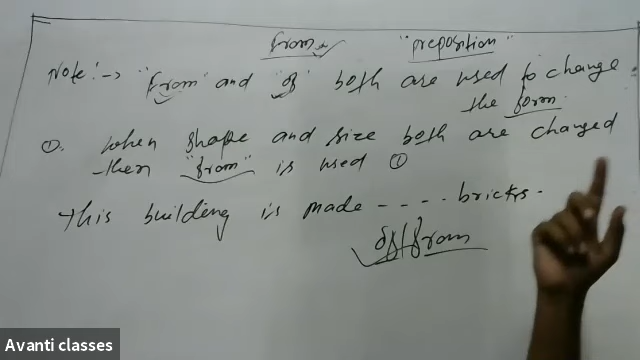 from "preposition"
Note:-> "from" and "of" both are used to change
the form.
①. when shape and size both are changed
then "from" is used ①
This building is made ---- bricks.
of/from
Avanti classes